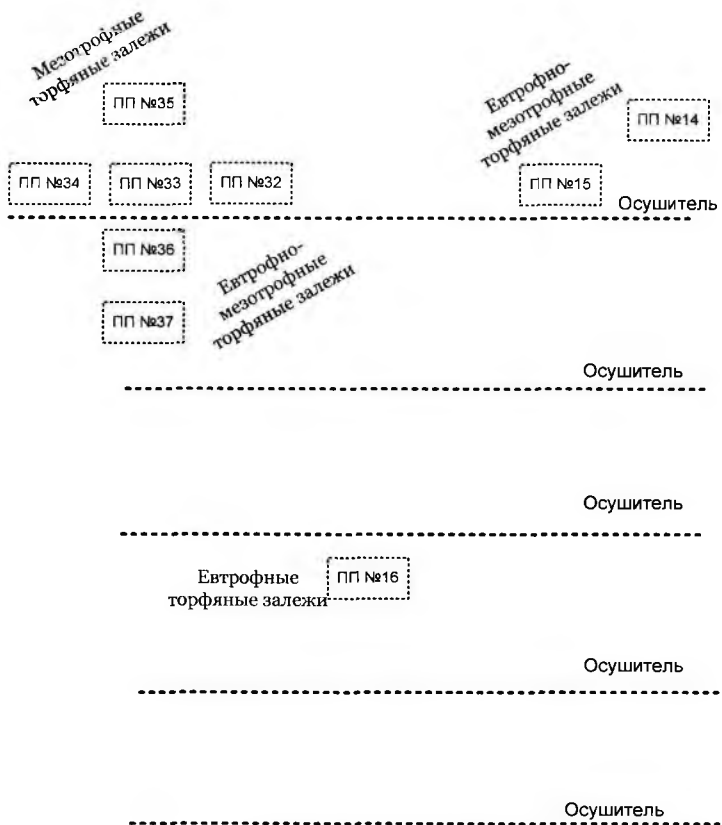 Мезотрофные
торфяные залежи
ПП №35
Евтрофно-
мезотрофные
торфяные залежи
ПП №14
ПП №34
ПП №33
ПП №32
ПП №15
Осушитель
ПП №36
Евтрофно-
мезотрофные
торфяные залежи
ПП №37
Осушитель
Осушитель
Евтрофные
торфяные залежи
ПП №16
Осушитель
Осушитель